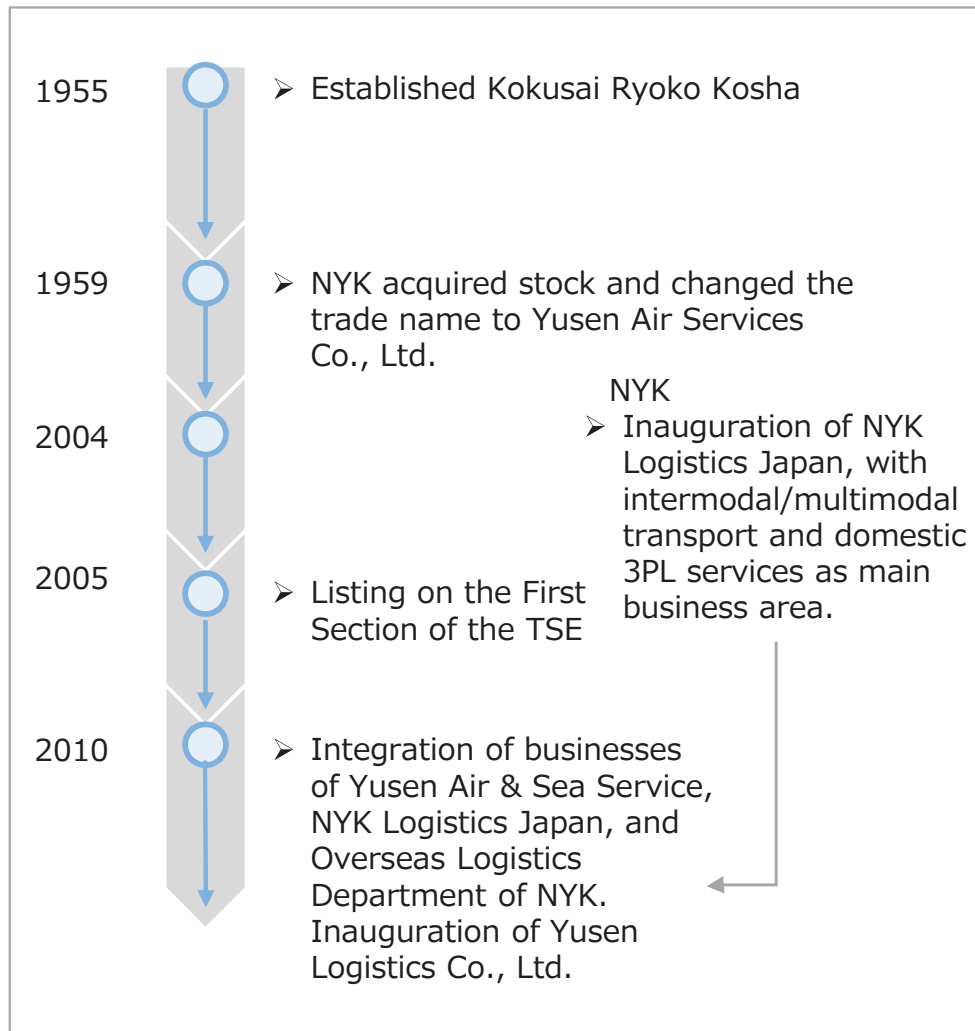 1955
➢ Established Kokusai Ryoko Kosha
1959
➢ NYK acquired stock and changed the
trade name to Yusen Air Services
Co., Ltd.
2004
NYK
➢ Inauguration of NYK
Logistics Japan, with
intermodal/multimodal
transport and domestic
3PL services as main
business area.
2005
➢ Listing on the First
Section of the TSE
2010
➢ Integration of businesses
of Yusen Air & Sea Service,
NYK Logistics Japan, and
Overseas Logistics
Department of NYK.
Inauguration of Yusen
Logistics Co., Ltd.